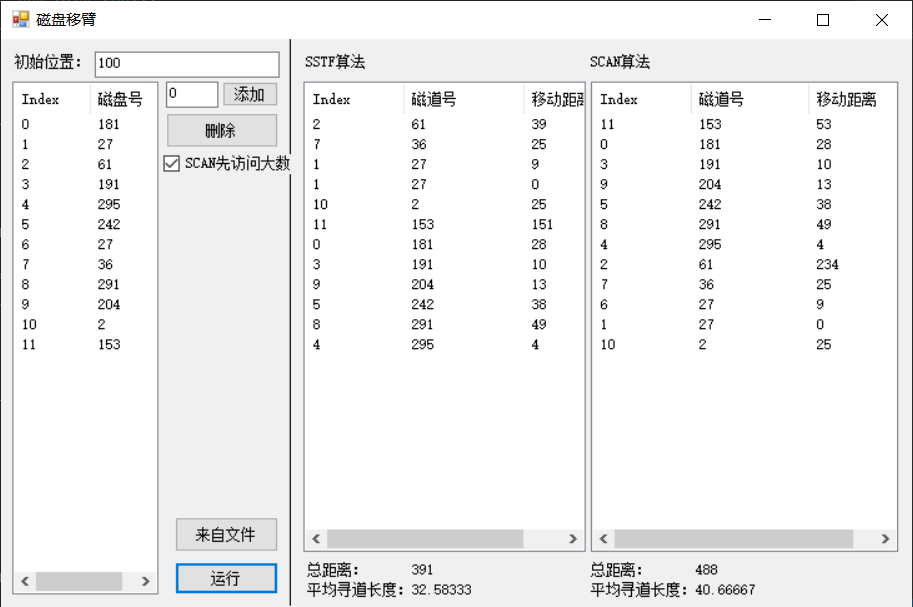 磁盘移臂
初始位置: 100
Index 磁盘号
0 181
1 27
2 61
3 191
4 295
5 242
6 27
7 36
8 291
9 204
10 2
11 153
0 添加
删除
SCAN先访问大数
来自文件
运行
SSTF算法
Index 磁道号 移动距离
2 61 39
7 36 25
1 27 9
1 27 0
10 2 25
11 153 151
0 181 28
3 191 10
9 204 13
5 242 38
8 291 49
4 295 4
总距离: 391
平均寻道长度: 32.58333
SCAN算法
Index 磁道号 移动距离
11 153 53
0 181 28
3 191 10
9 204 13
5 242 38
8 291 49
4 295 4
2 61 234
7 36 25
6 27 9
1 27 0
10 2 25
总距离: 488
平均寻道长度: 40.66667